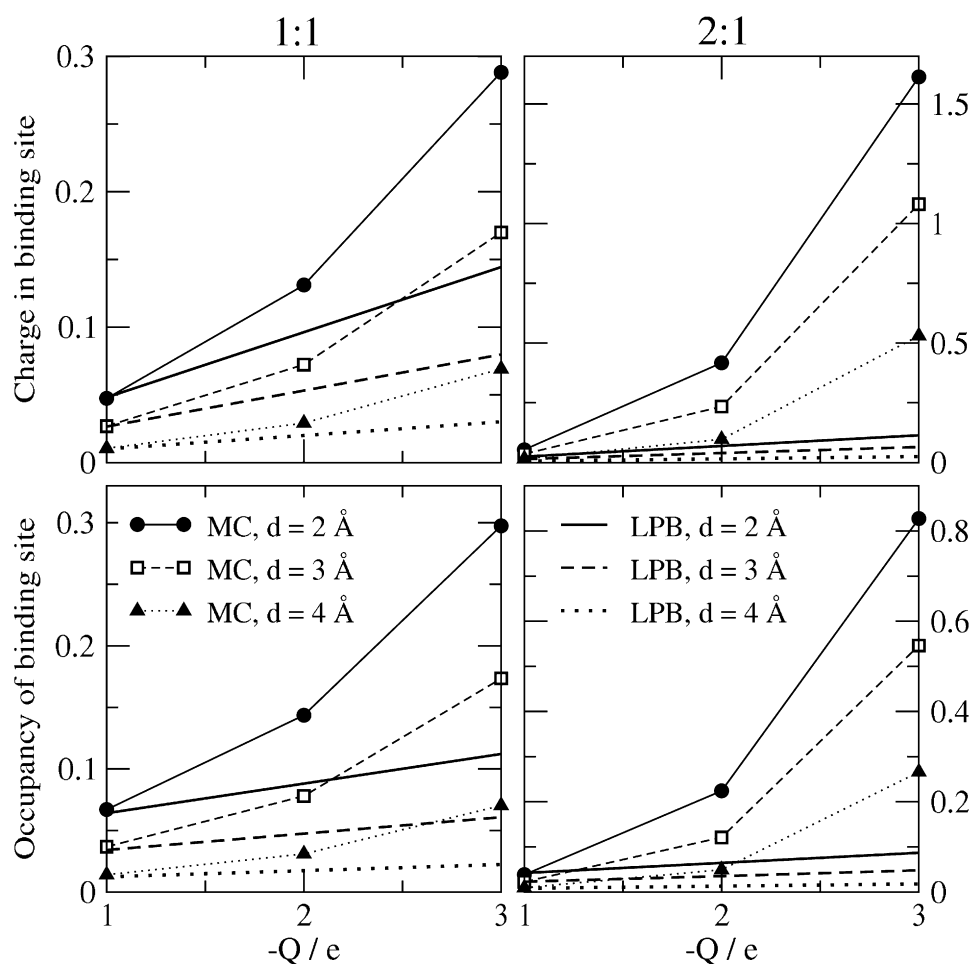 1:1
2:1
Charge in binding site
0.3
0.2
0.1
0
1.5
1
0.5
0
Occupancy of binding site
0.3
0.2
0.1
0
MC, d = 2 Å
MC, d = 3 Å
MC, d = 4 Å
LPB, d = 2 Å
LPB, d = 3 Å
LPB, d = 4 Å
0.8
0.6
0.4
0.2
0
1 2 3
1 2 3
-Q / e
-Q / e